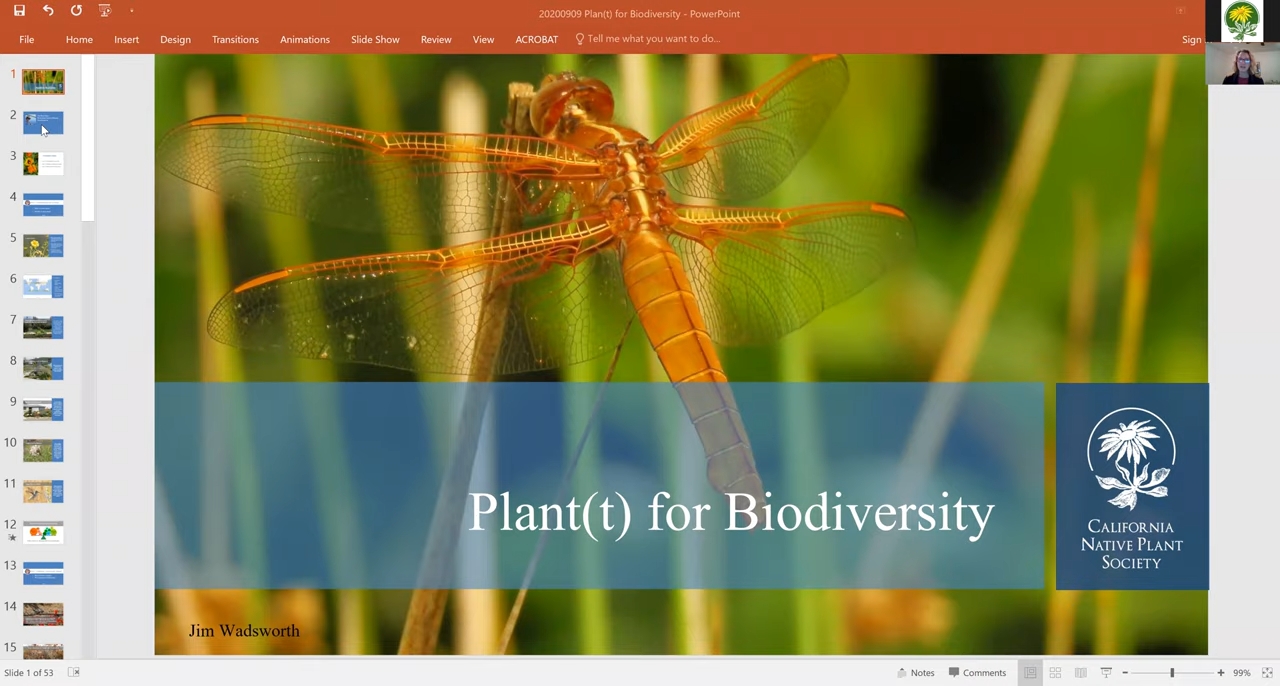 20200909 Plan(t) for Biodiversity - PowerPoint
File Home Insert Design Transitions Animations Slide Show Review View ACROBAT Tell me what you want to do... Sign
1
2
3
4
5
6
7
8
9
10
11
12
13
14
15
Plant(t) for Biodiversity
CALIFORNIA
NATIVE PLANT
SOCIETY
Jim Wadsworth
Slide 1 of 53 Notes Comments 99%